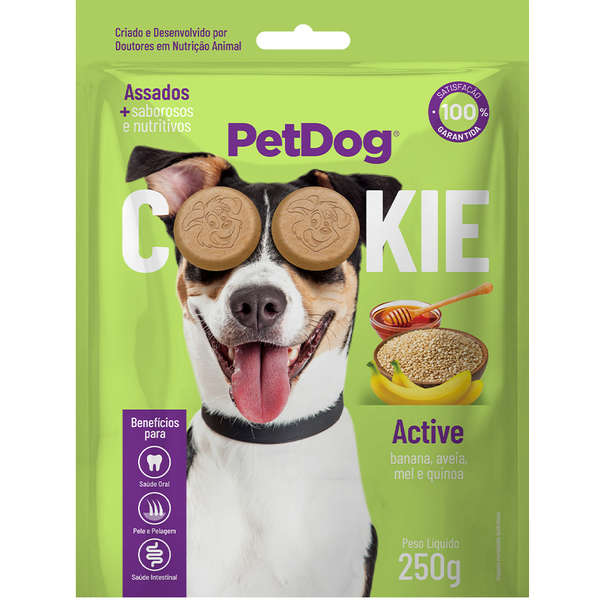 Criado e Desenvolvido por
Doutores em Nutrição Animal
Assados
+saborosos
e nutritivos
SATISFAÇÃO
100%
GARANTIDA
PetDog®
COOKIE
Active
banana, aveia,
mel e quinoa
Benefícios
para
Saúde Oral
Pele e Pelagem
Saúde Intestinal
Peso Líquido
250g